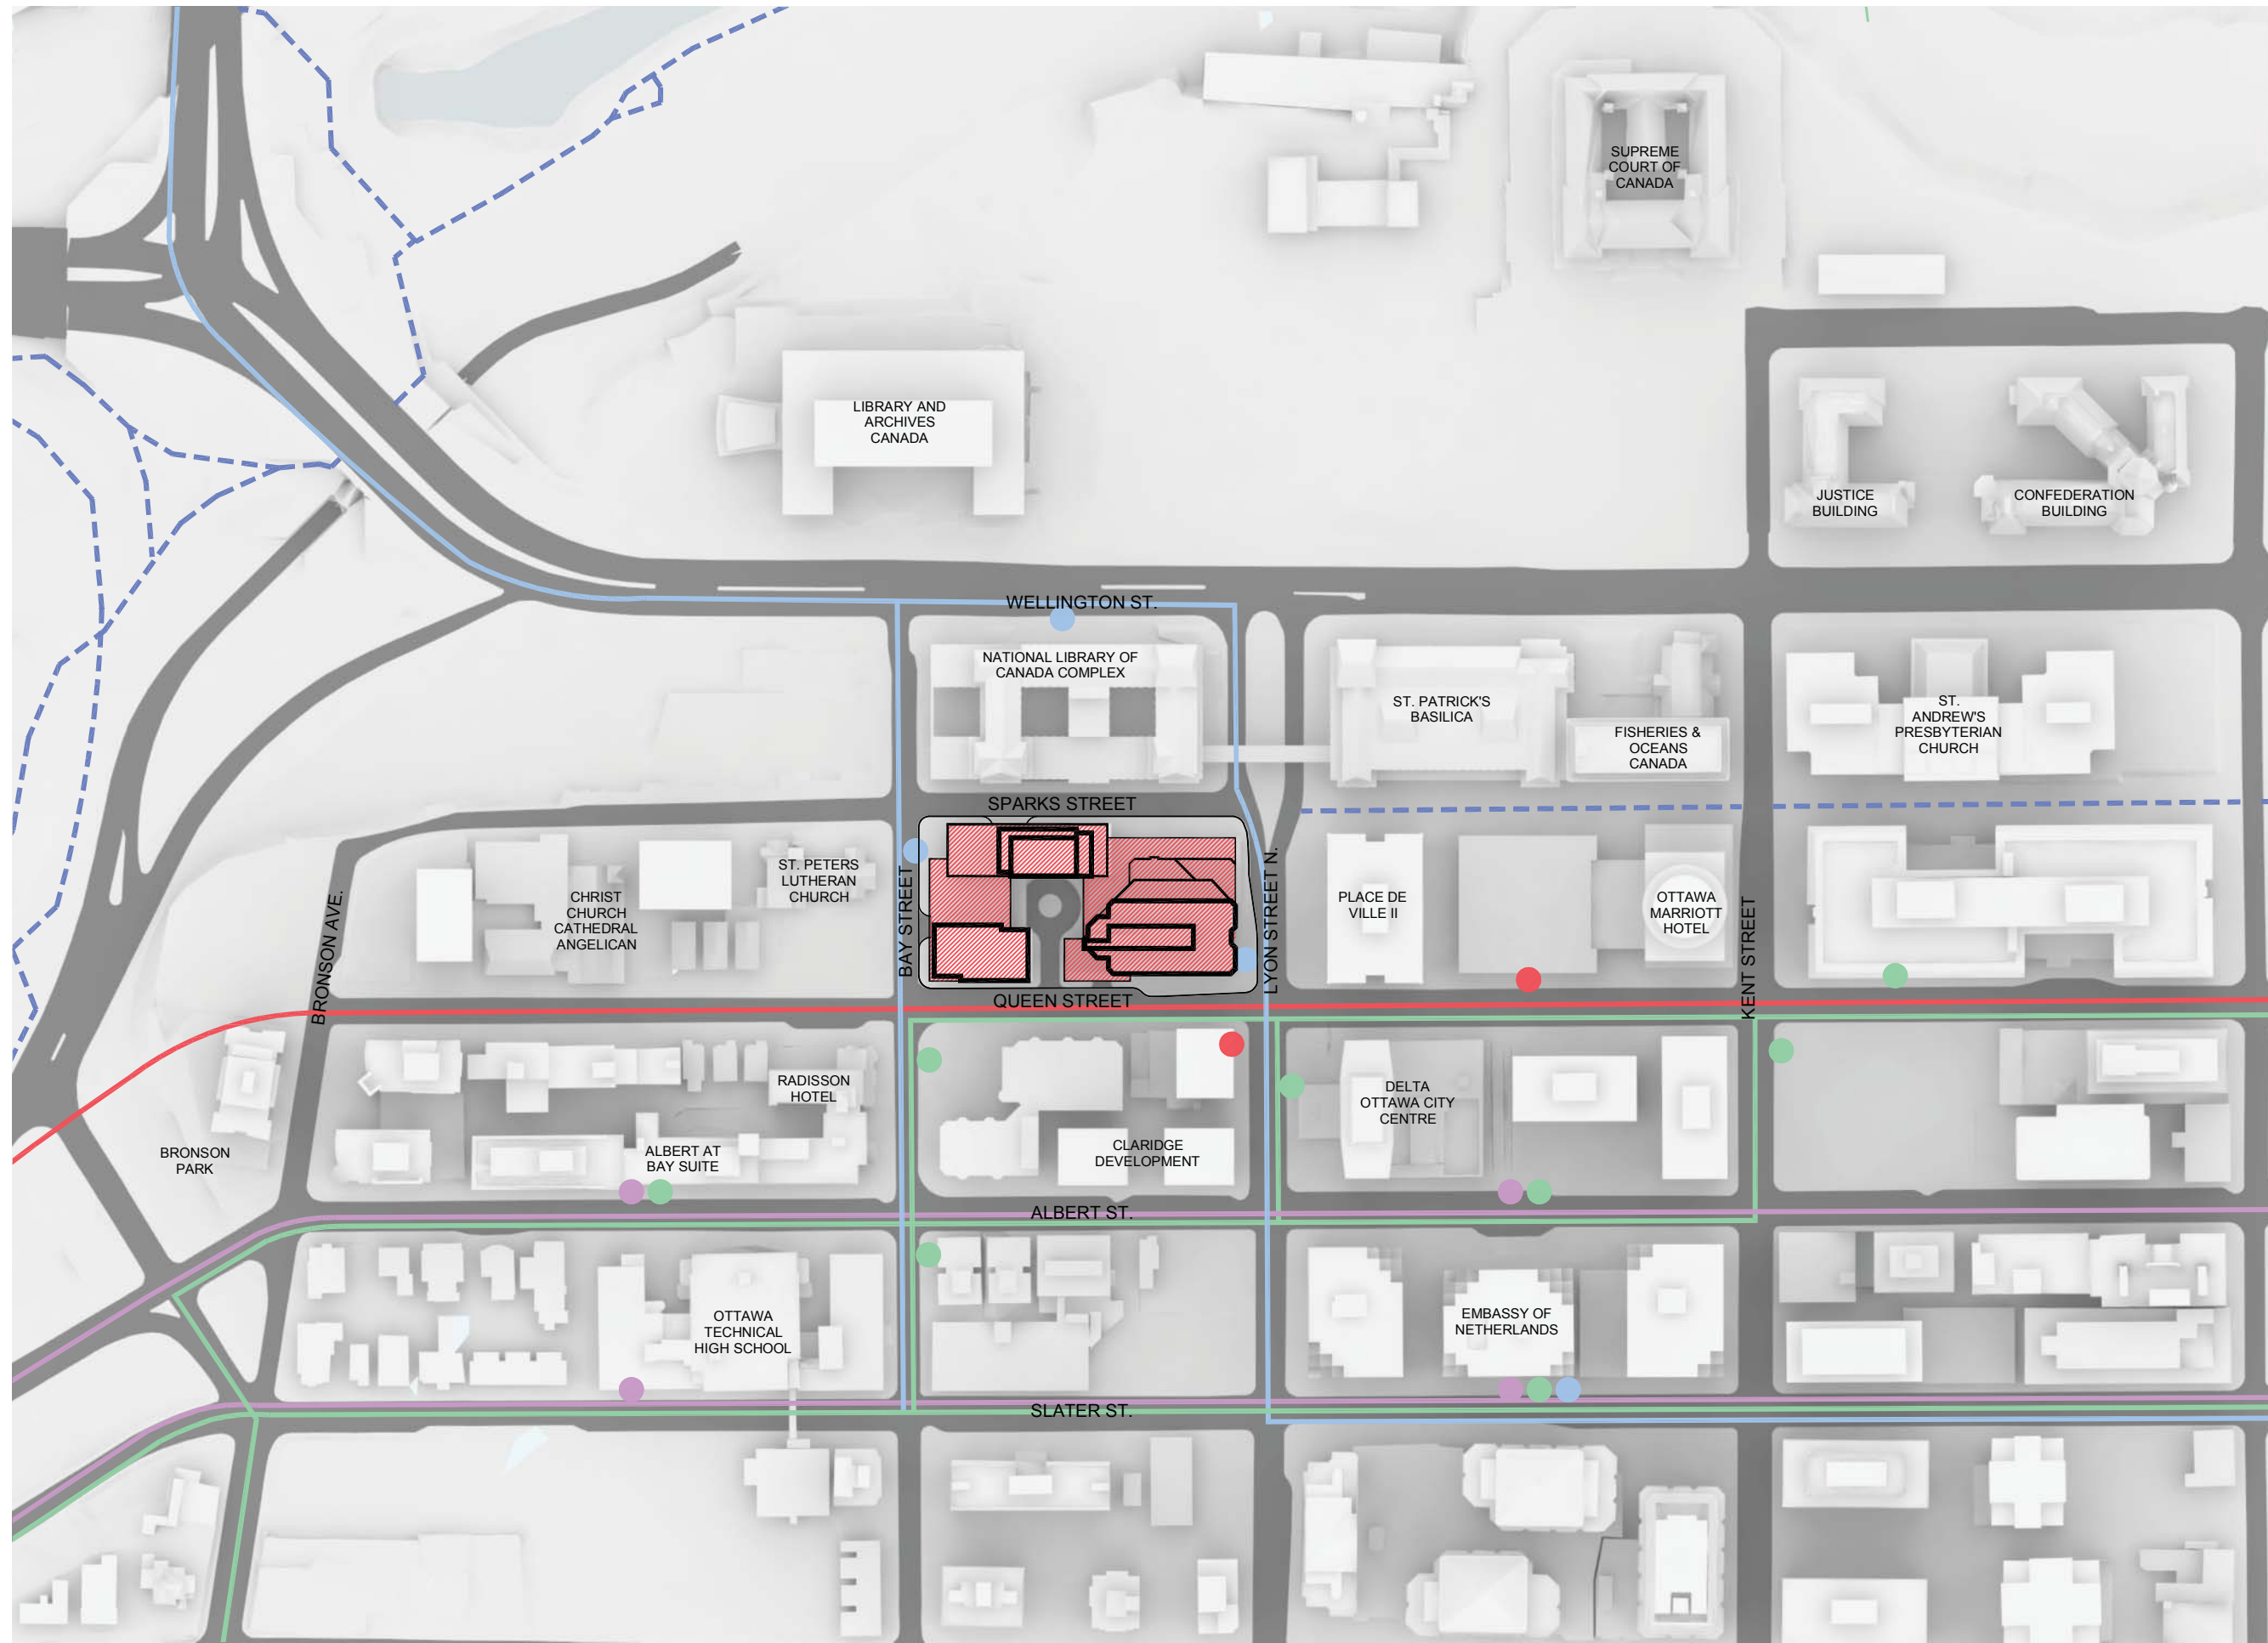 SUPREME
COURT OF
CANADA
LIBRARY AND
ARCHIVES
CANADA
JUSTICE
BUILDING
CONFEDERATION
BUILDING
WELLINGTON ST.
NATIONAL LIBRARY OF
CANADA COMPLEX
ST. PATRICK'S
BASILICA
FISHERIES &
OCEANS
CANADA
ST.
ANDREW'S
PRESBYTERIAN
CHURCH
SPARKS STREET
ST. PETERS
LUTHERAN
CHURCH
CHRIST
CHURCH
CATHEDRAL
ANGELICAN
BRONSON AVE.
BAY STREET
LYON STREET N.
PLACE DE
VILLE II
OTTAWA
MARRIOTT
HOTEL
KENT STREET
QUEEN STREET
RADISSON
HOTEL
DELTA
OTTAWA CITY
CENTRE
BRONSON
PARK
ALBERT AT
BAY SUITE
CLARIDGE
DEVELOPMENT
ALBERT ST.
OTTAWA
TECHNICAL
HIGH SCHOOL
EMBASSY OF
NETHERLANDS
SLATER ST.